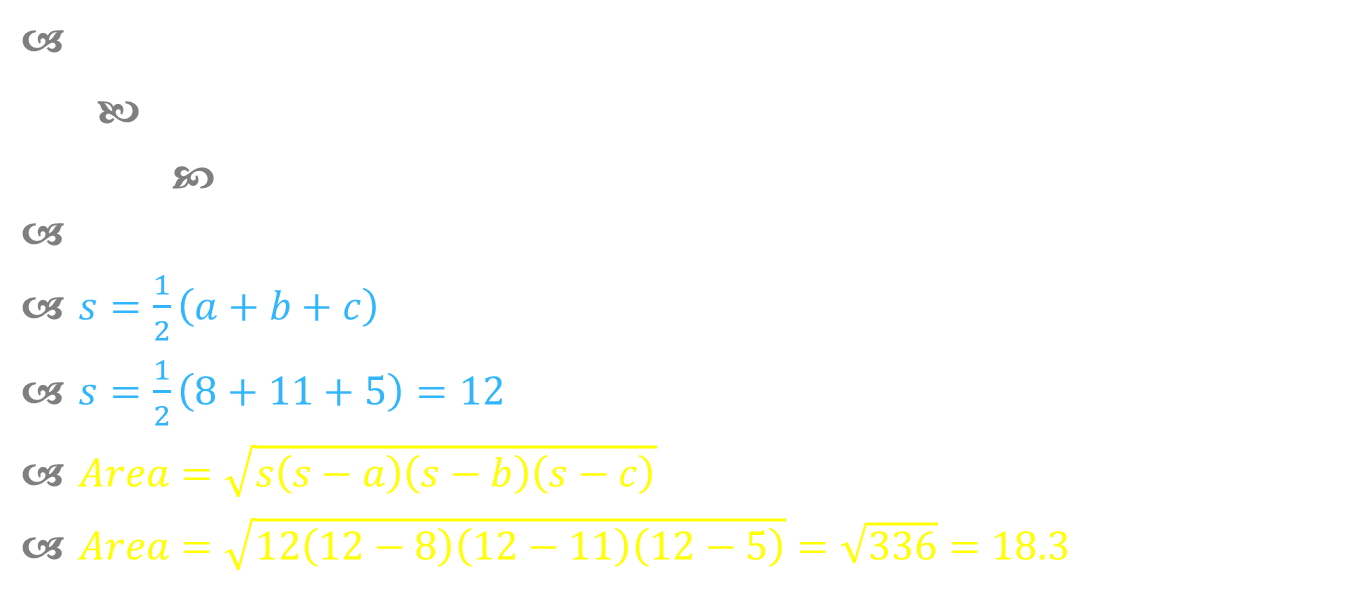 s = 1/2 (a + b + c)
s = 1/2 (8 + 11 + 5) = 12
Area = √(s(s − a)(s − b)(s − c))
Area = √(12(12 − 8)(12 − 11)(12 − 5)) = √336 = 18.3